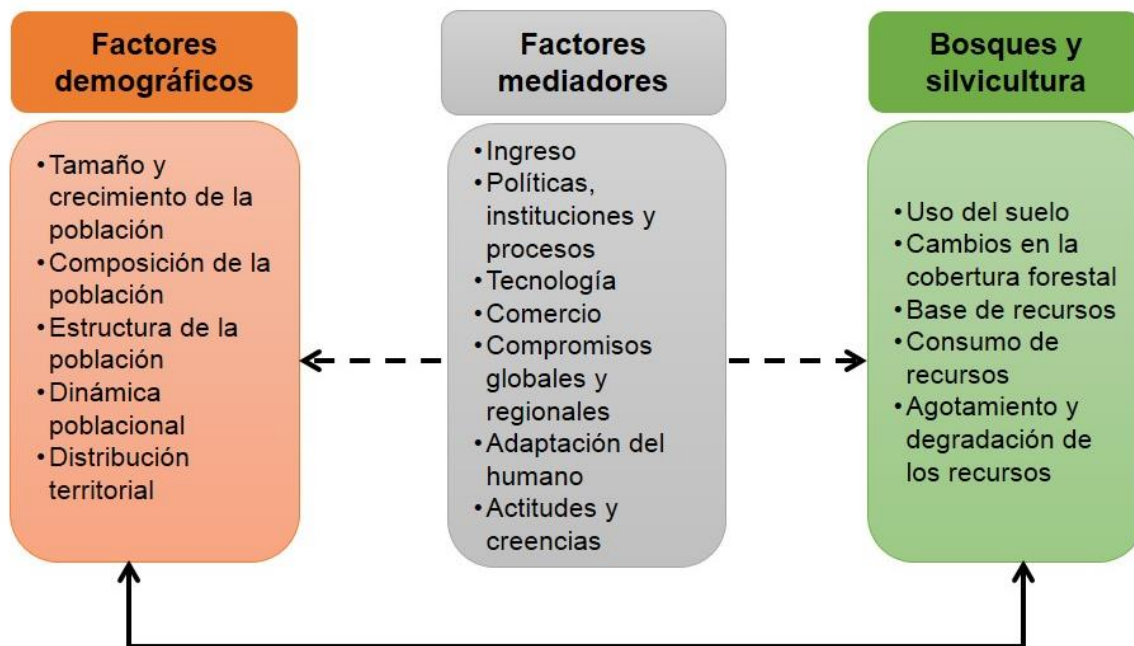 Factores
demográficos
• Tamaño y
crecimiento de la
población
• Composición de la
población
• Estructura de la
población
• Dinámica
poblacional
• Distribución
territorial
Factores
mediadores
• Ingreso
• Políticas,
instituciones y
procesos
• Tecnología
• Comercio
• Compromisos
globales y
regionales
• Adaptación del
humano
• Actitudes y
creencias
Bosques y
silvicultura
• Uso del suelo
• Cambios en la
cobertura forestal
• Base de recursos
• Consumo de
recursos
• Agotamiento y
degradación de
los recursos